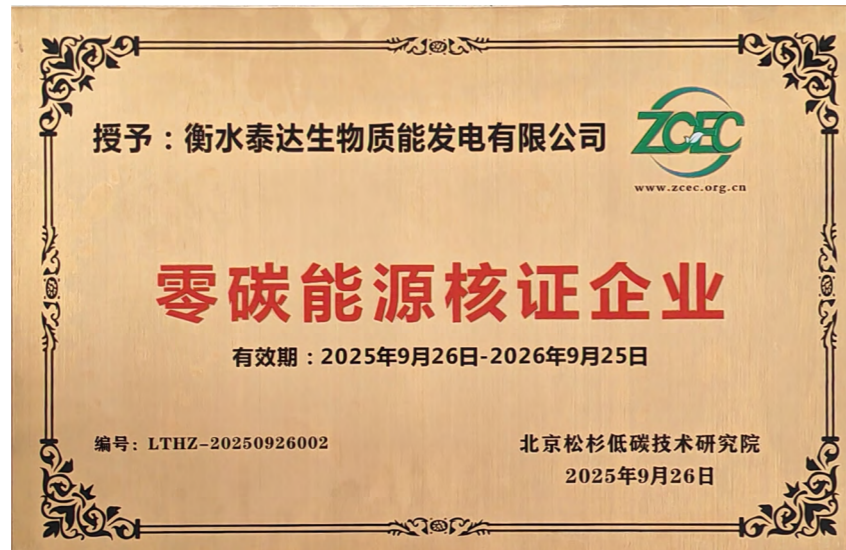 授予：衡水泰达生物质能发电有限公司
ZCEC
www.zcec.org.cn
零碳能源核证企业
有效期：2025年9月26日-2026年9月25日
编号：LTHZ-20250926002
北京松杉低碳技术研究院
2025年9月26日